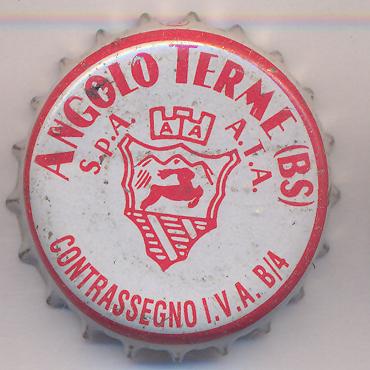 ANGOLO TERME (BS)
S.P.A. A.T.A.
A A
CONTRASSEGNO I.V.A. B/4